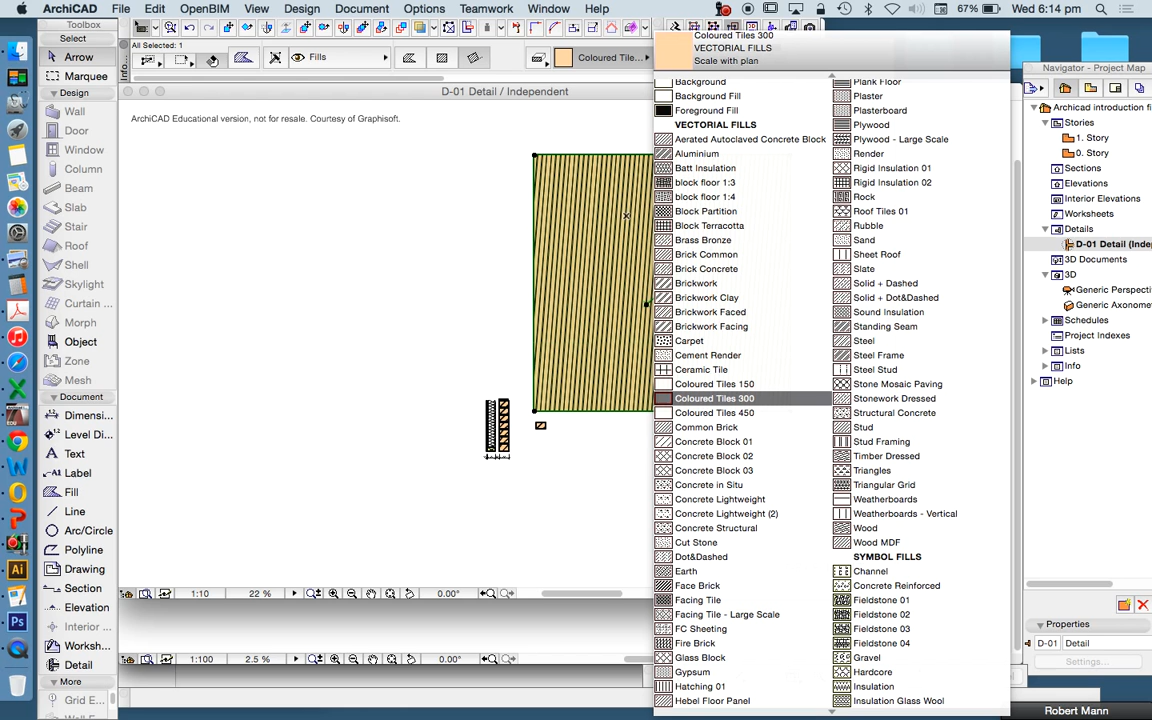 ArchiCAD File Edit OpenBIM View Design Document Options Teamwork Window Help 67% Wed 6:14 pm
Toolbox
Select
Arrow
Marquee
Design
Wall
Door
Window
Column
Beam
Slab
Stair
Roof
Shell
Skylight
Curtain ...
Morph
Object
Zone
Mesh
Document
Dimensi...
Level Di...
Text
Label
Fill
Line
Arc/Circle
Polyline
Drawing
Section
Elevation
Interior ...
Worksh...
Detail
More
Grid E...
All Selected: 1
Info...
Fills
Coloured Tile...
D-01 Detail / Independent
ArchiCAD Educational version, not for resale. Courtesy of Graphisoft.
1:10 22 % 0.00°
1:100 2.5 % 0.00°
Coloured Tiles 300
VECTORIAL FILLS
Scale with plan
Background
Background Fill
Foreground Fill
VECTORIAL FILLS
Aerated Autoclaved Concrete Block
Aluminium
Batt Insulation
block floor 1:3
block floor 1:4
Block Partition
Block Terracotta
Brass Bronze
Brick Common
Brick Concrete
Brickwork
Brickwork Clay
Brickwork Faced
Brickwork Facing
Carpet
Cement Render
Ceramic Tile
Coloured Tiles 150
Coloured Tiles 300
Coloured Tiles 450
Common Brick
Concrete Block 01
Concrete Block 02
Concrete Block 03
Concrete in Situ
Concrete Lightweight
Concrete Lightweight (2)
Concrete Structural
Cut Stone
Dot&Dashed
Earth
Face Brick
Facing Tile
Facing Tile - Large Scale
FC Sheeting
Fire Brick
Glass Block
Gypsum
Hatching 01
Hebel Floor Panel
Plank Floor
Plaster
Plasterboard
Plywood
Plywood - Large Scale
Render
Rigid Insulation 01
Rigid Insulation 02
Rock
Roof Tiles 01
Rubble
Sand
Sheet Roof
Slate
Solid + Dashed
Solid + Dot&Dashed
Sound Insulation
Standing Seam
Steel
Steel Frame
Steel Stud
Stone Mosaic Paving
Stonework Dressed
Structural Concrete
Stud
Stud Framing
Timber Dressed
Triangles
Triangular Grid
Weatherboards
Weatherboards - Vertical
Wood
Wood MDF
SYMBOL FILLS
Channel
Concrete Reinforced
Fieldstone 01
Fieldstone 02
Fieldstone 03
Fieldstone 04
Gravel
Hardcore
Insulation
Insulation Glass Wool
Navigator - Project Map
Archicad introduction fi
Stories
1. Story
0. Story
Sections
Elevations
Interior Elevations
Worksheets
Details
D-01 Detail (Inde
3D Documents
3D
Generic Perspecti
Generic Axonome
Schedules
Project Indexes
Lists
Info
Help
Properties
D-01 Detail
Settings...
Robert Mann